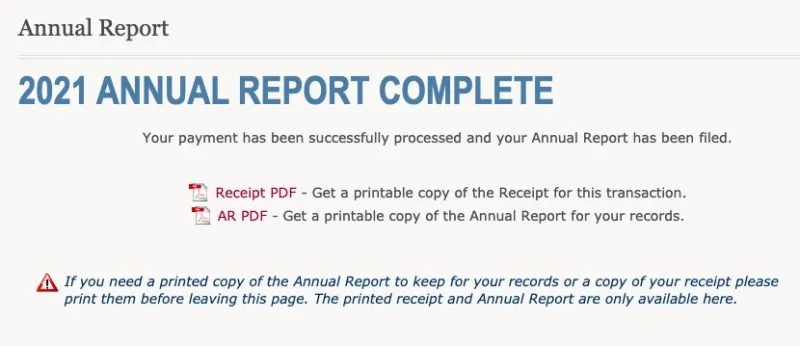 Annual Report
2021 ANNUAL REPORT COMPLETE
Your payment has been successfully processed and your Annual Report has been filed.
Receipt PDF - Get a printable copy of the Receipt for this transaction.
AR PDF - Get a printable copy of the Annual Report for your records.
If you need a printed copy of the Annual Report to keep for your records or a copy of your receipt please
print them before leaving this page. The printed receipt and Annual Report are only available here.